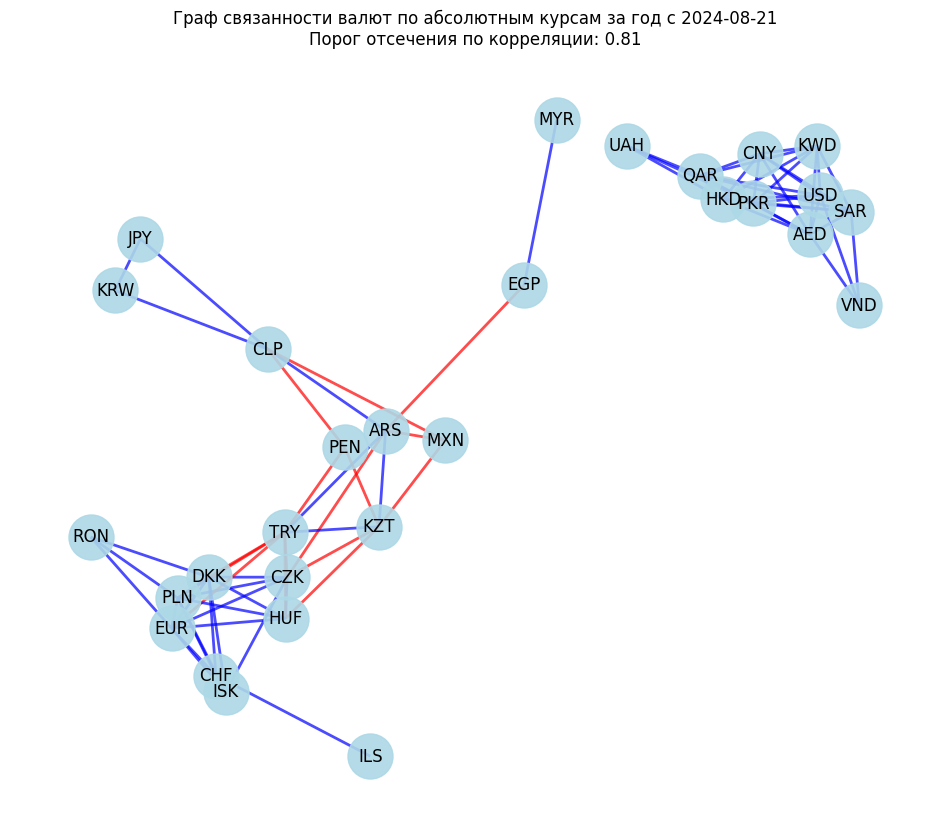 Граф связанности валют по абсолютным курсам за год с 2024-08-21
Порог отсечения по корреляции: 0.81
MYR
UAH
CNY
KWD
QAR
HKD
PKR
USD
SAR
AED
JPY
KRW
EGP
VND
CLP
ARS
PEN
MXN
TRY
KZT
RON
DKK
CZK
PLN
HUF
EUR
CHF
ISK
ILS